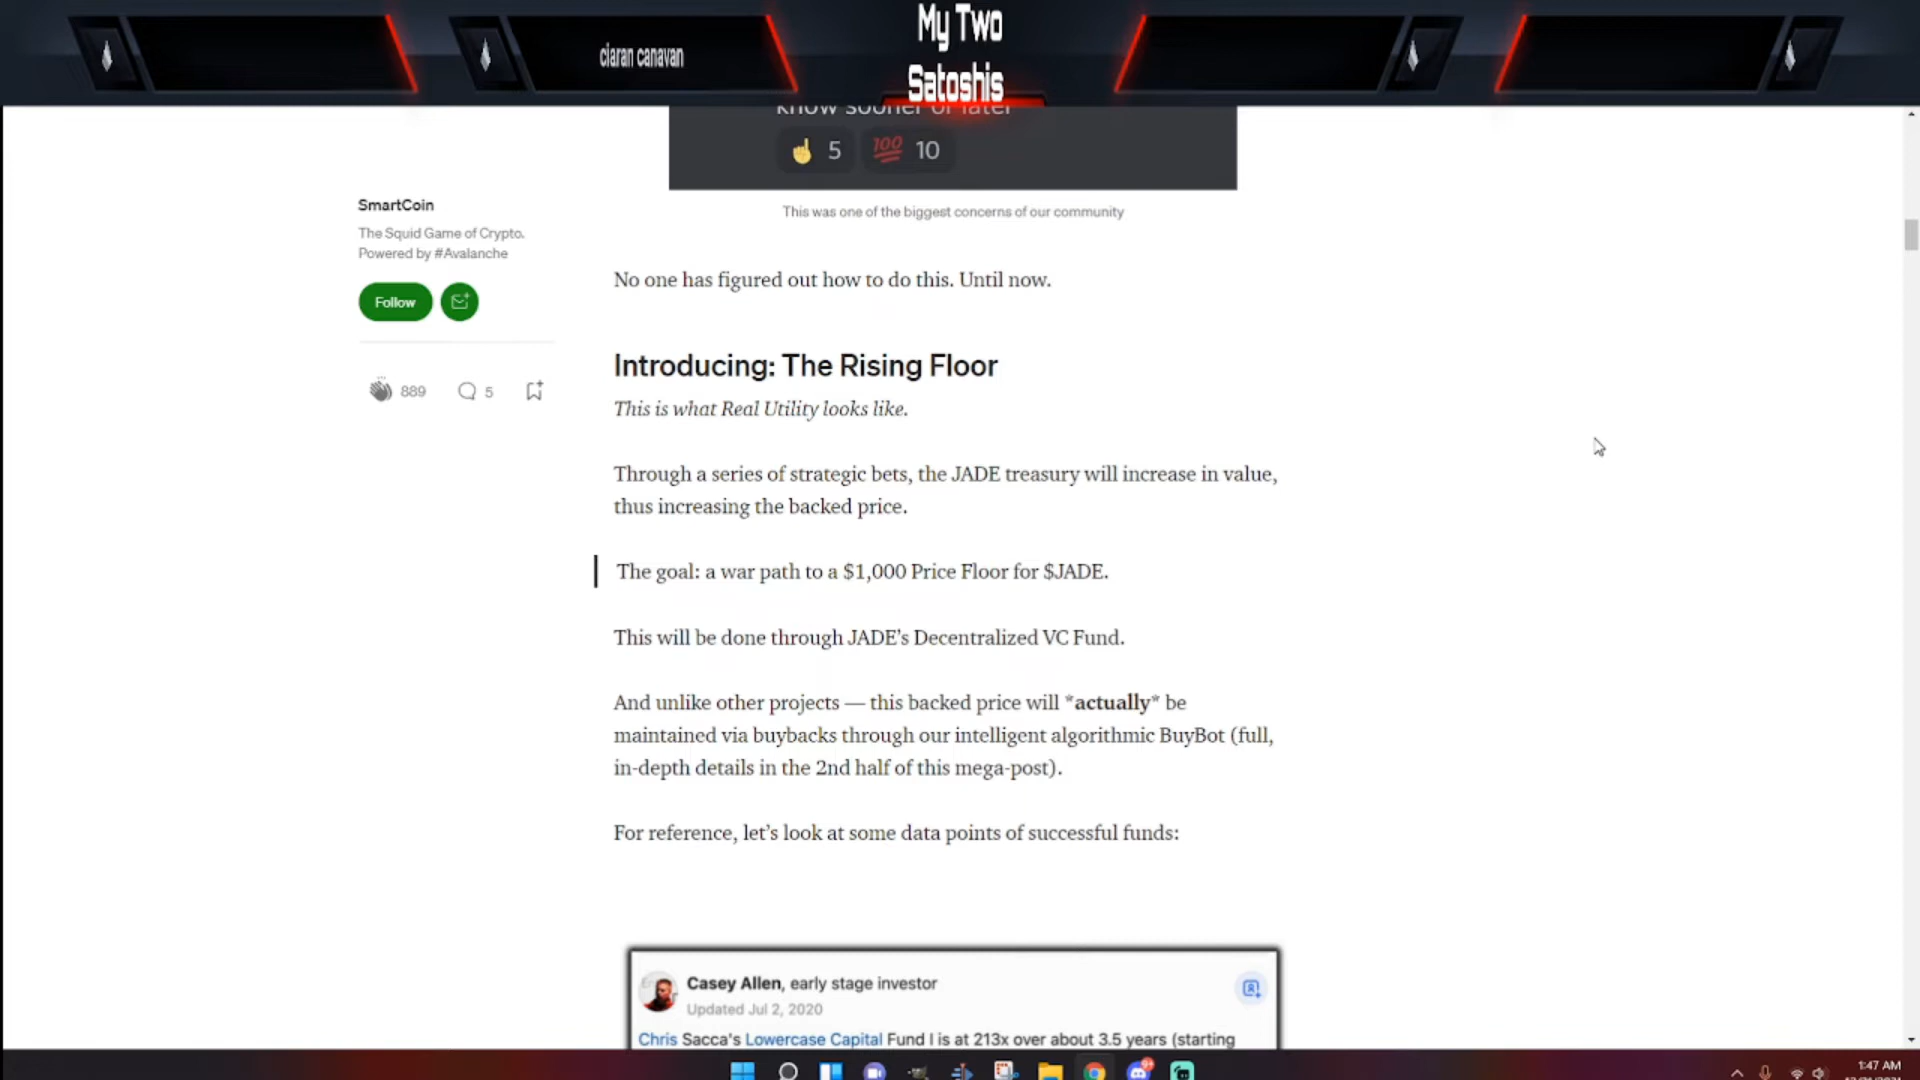 ciaran canavan
My Two
Satoshis
know sooner or later
5
100
10
This was one of the biggest concerns of our community
SmartCoin
The Squid Game of Crypto.
Powered by #Avalanche
Follow
889
5
No one has figured out how to do this. Until now.
Introducing: The Rising Floor
This is what Real Utility looks like.
Through a series of strategic bets, the JADE treasury will increase in value,
thus increasing the backed price.
The goal: a war path to a $1,000 Price Floor for $JADE.
This will be done through JADE’s Decentralized VC Fund.
And unlike other projects — this backed price will *actually* be
maintained via buybacks through our intelligent algorithmic BuyBot (full,
in-depth details in the 2nd half of this mega-post).
For reference, let’s look at some data points of successful funds:
Casey Allen, early stage investor
Updated Jul 2, 2020
Chris Sacca's Lowercase Capital Fund I is at 213x over about 3.5 years (starting
1:47 AM